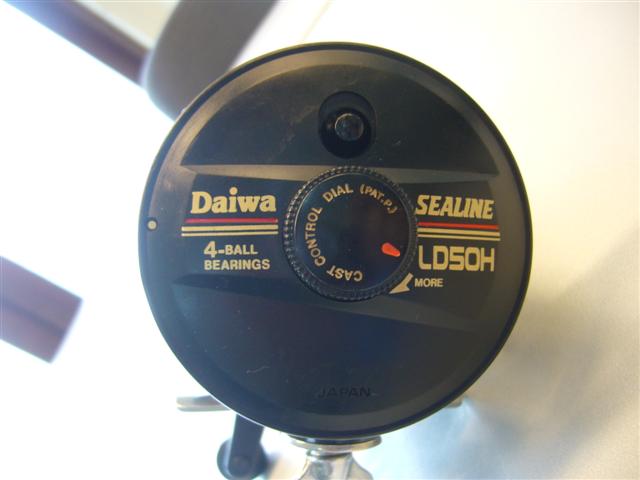 Daiwa
4-BALL
BEARINGS
CAST CONTROL DIAL (PAT.P.)
SEALINE
LD50H
MORE
JAPAN